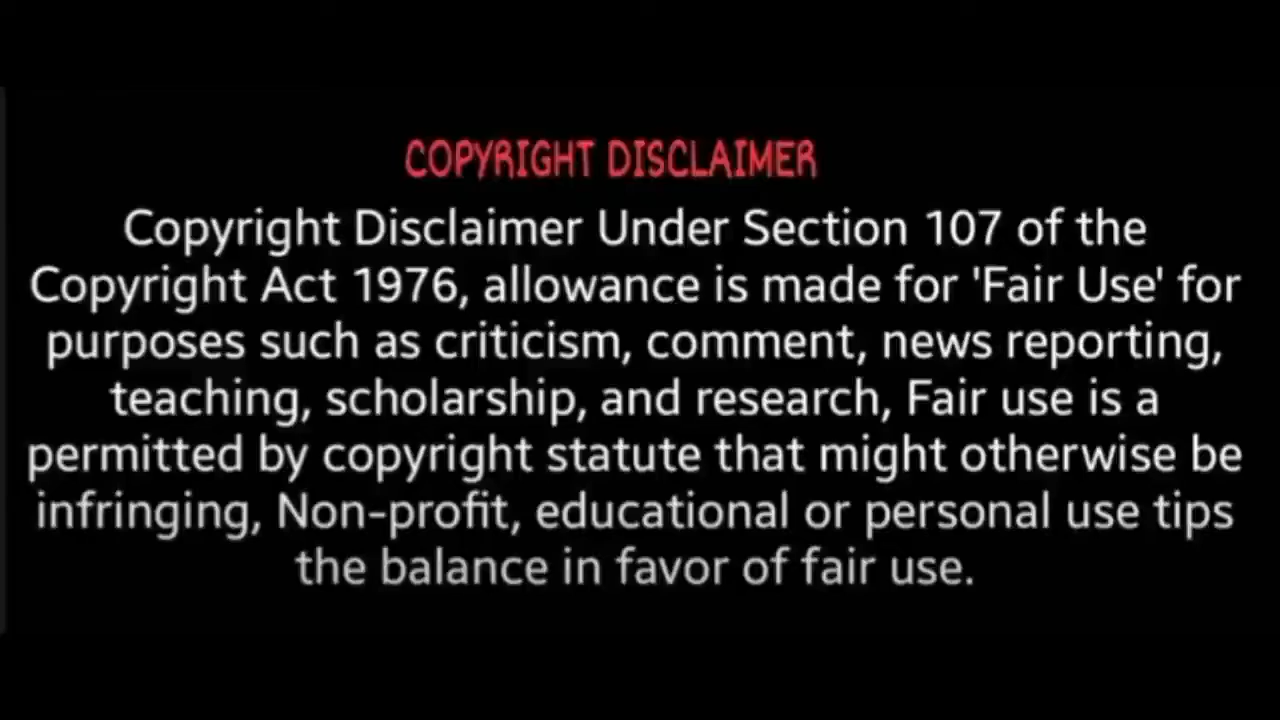 COPYRIGHT DISCLAIMER
Copyright Disclaimer Under Section 107 of the
Copyright Act 1976, allowance is made for 'Fair Use' for
purposes such as criticism, comment, news reporting,
teaching, scholarship, and research, Fair use is a
permitted by copyright statute that might otherwise be
infringing, Non-profit, educational or personal use tips
the balance in favor of fair use.